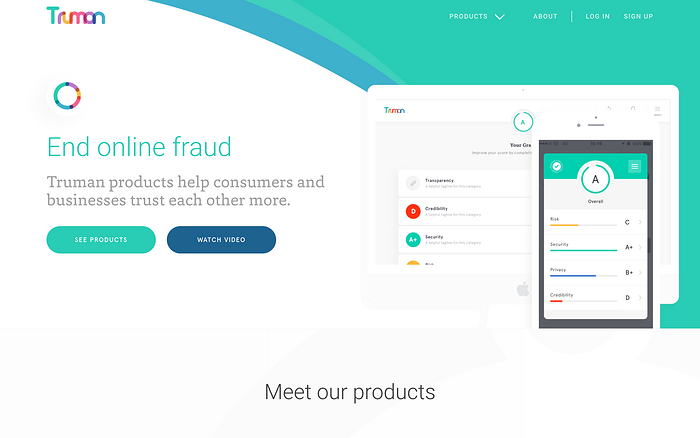 Truman
PRODUCTS
ABOUT
LOG IN
SIGN UP
End online fraud
Truman products help consumers and
businesses trust each other more.
SEE PRODUCTS
WATCH VIDEO
Truman
A
Your Gra
Improve your score by completi
Transparency
A helpful tagline for this category
D
Credibility
A helpful tagline for this category
A+
Security
A helpful tagline for this category
A
Overall
Risk
C
Security
A+
Privacy
B+
Credibility
D
Meet our products